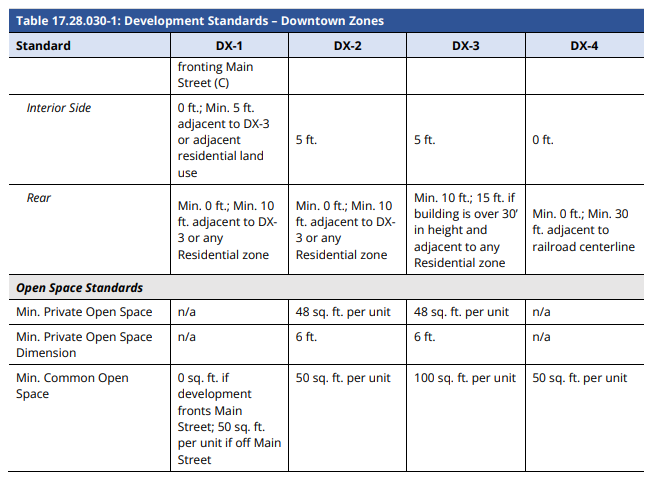 Table 17.28.030-1: Development Standards – Downtown Zones
Standard DX-1 DX-2 DX-3 DX-4
fronting Main
Street (C)
Interior Side
0 ft.; Min. 5 ft.
adjacent to DX-3
or adjacent
residential land
use
5 ft.
5 ft.
0 ft.
Rear
Min. 0 ft.; Min. 10
ft. adjacent to DX-
3 or any
Residential zone
Min. 0 ft.; Min. 10
ft. adjacent to DX-
3 or any
Residential zone
Min. 10 ft.; 15 ft. if
building is over 30’
in height and
adjacent to any
Residential zone
Min. 0 ft.; Min. 30
ft. adjacent to
railroad centerline
Open Space Standards
Min. Private Open Space n/a 48 sq. ft. per unit 48 sq. ft. per unit n/a
Min. Private Open Space
Dimension
n/a
6 ft.
6 ft.
n/a
Min. Common Open
Space
0 sq. ft. if
development
fronts Main
Street; 50 sq. ft.
per unit if off Main
Street
50 sq. ft. per unit
100 sq. ft. per unit
50 sq. ft. per unit